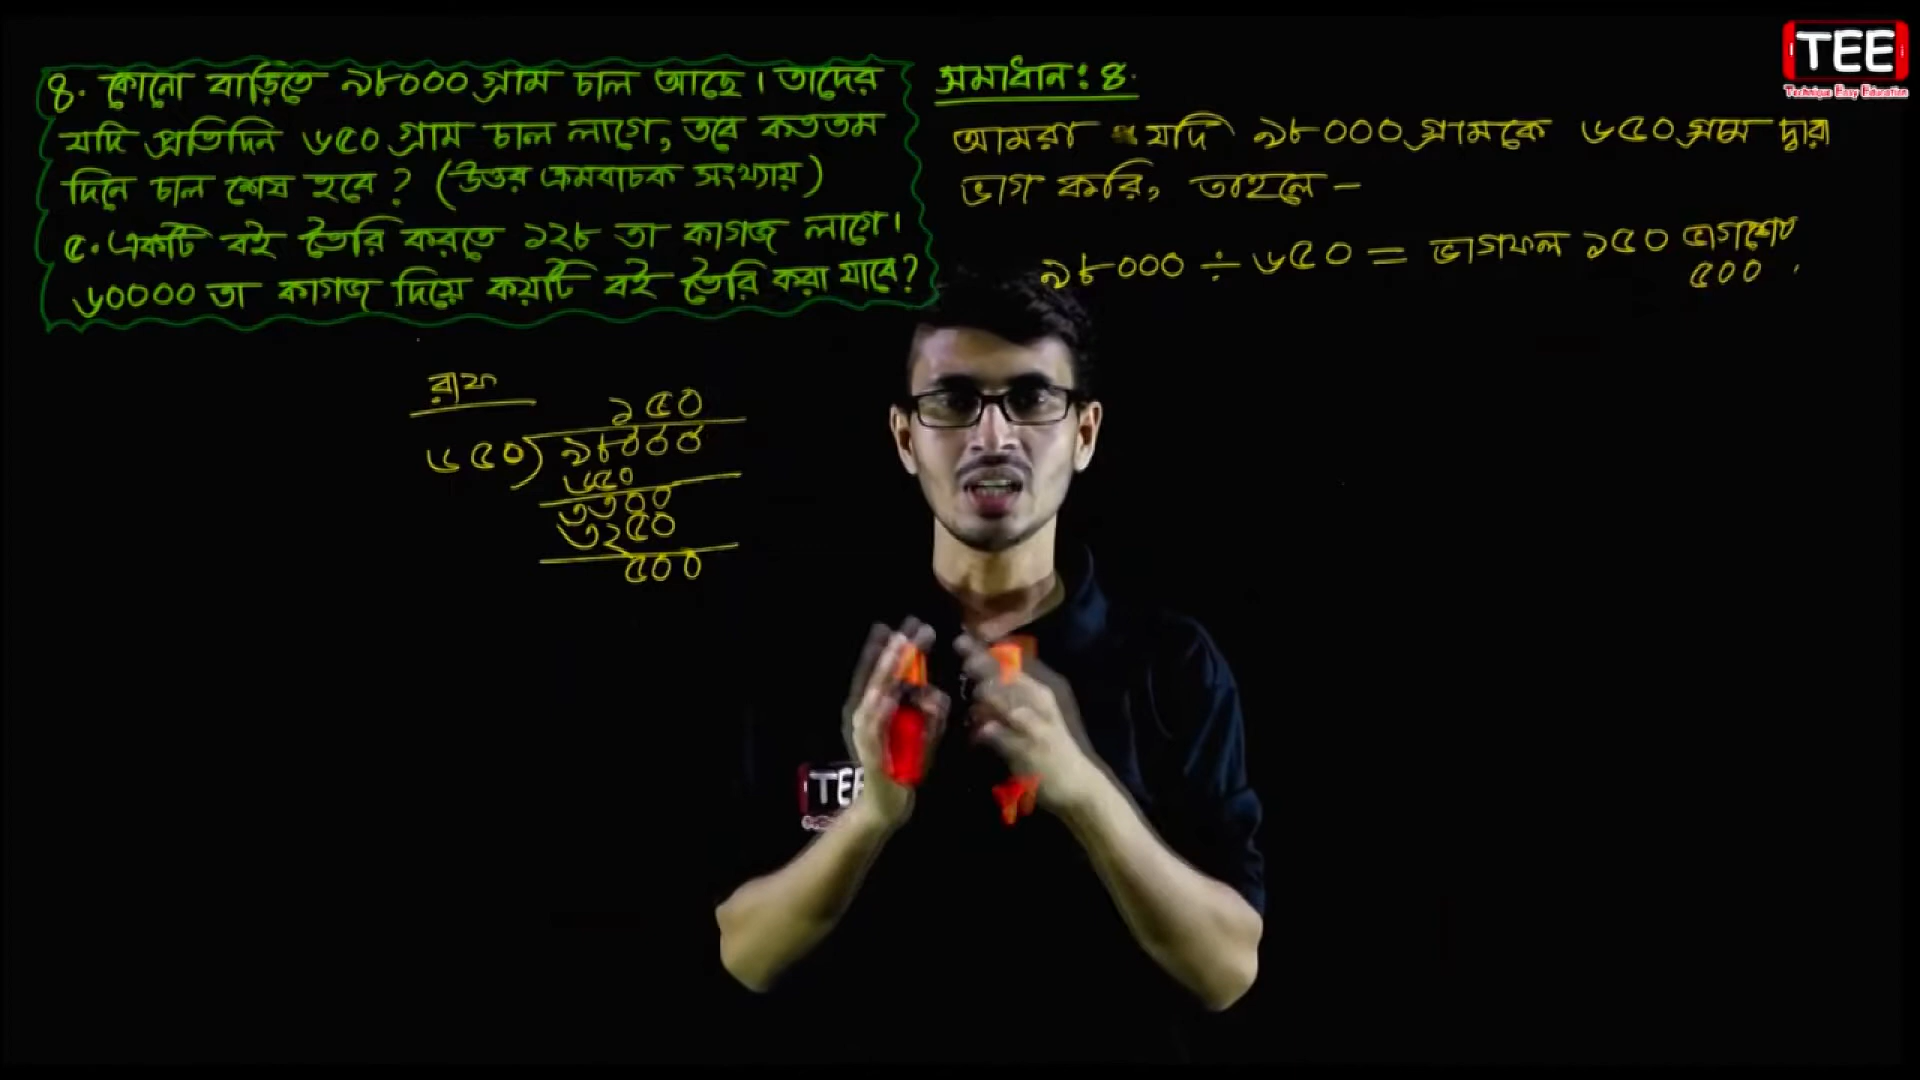 ৪. কোনো বাড়িতে ৯৮০০০ গ্রাম চাল আছে। তাদের
যদি প্রতিদিন ৬৫০ গ্রাম চাল লাগে, তবে কততম
দিনে চাল শেষ হবে? (উত্তর ক্রমবাচক সংখ্যায়)
৫. একটি বই তৈরি করতে ১২৮ তা কাগজ লাগে।
৬০০০০ তা কাগজ দিয়ে কয়টি বই তৈরি করা যাবে?
সমাধান: ৪.
আমরা যদি ৯৮০০০ গ্রামকে ৬৫০ গ্রাম দ্বারা
ভাগ করি, তাহলে –
৯৮০০০ ÷ ৬৫০ = ভাগফল ১৫০ ভাগশেষ
৫০০
রাফ
১৫০
৬৫০) ৯৮০০০
৬৫০
৩৩০০
৩২৫০
৫০০
TEE
Technique Easy Education
TEE